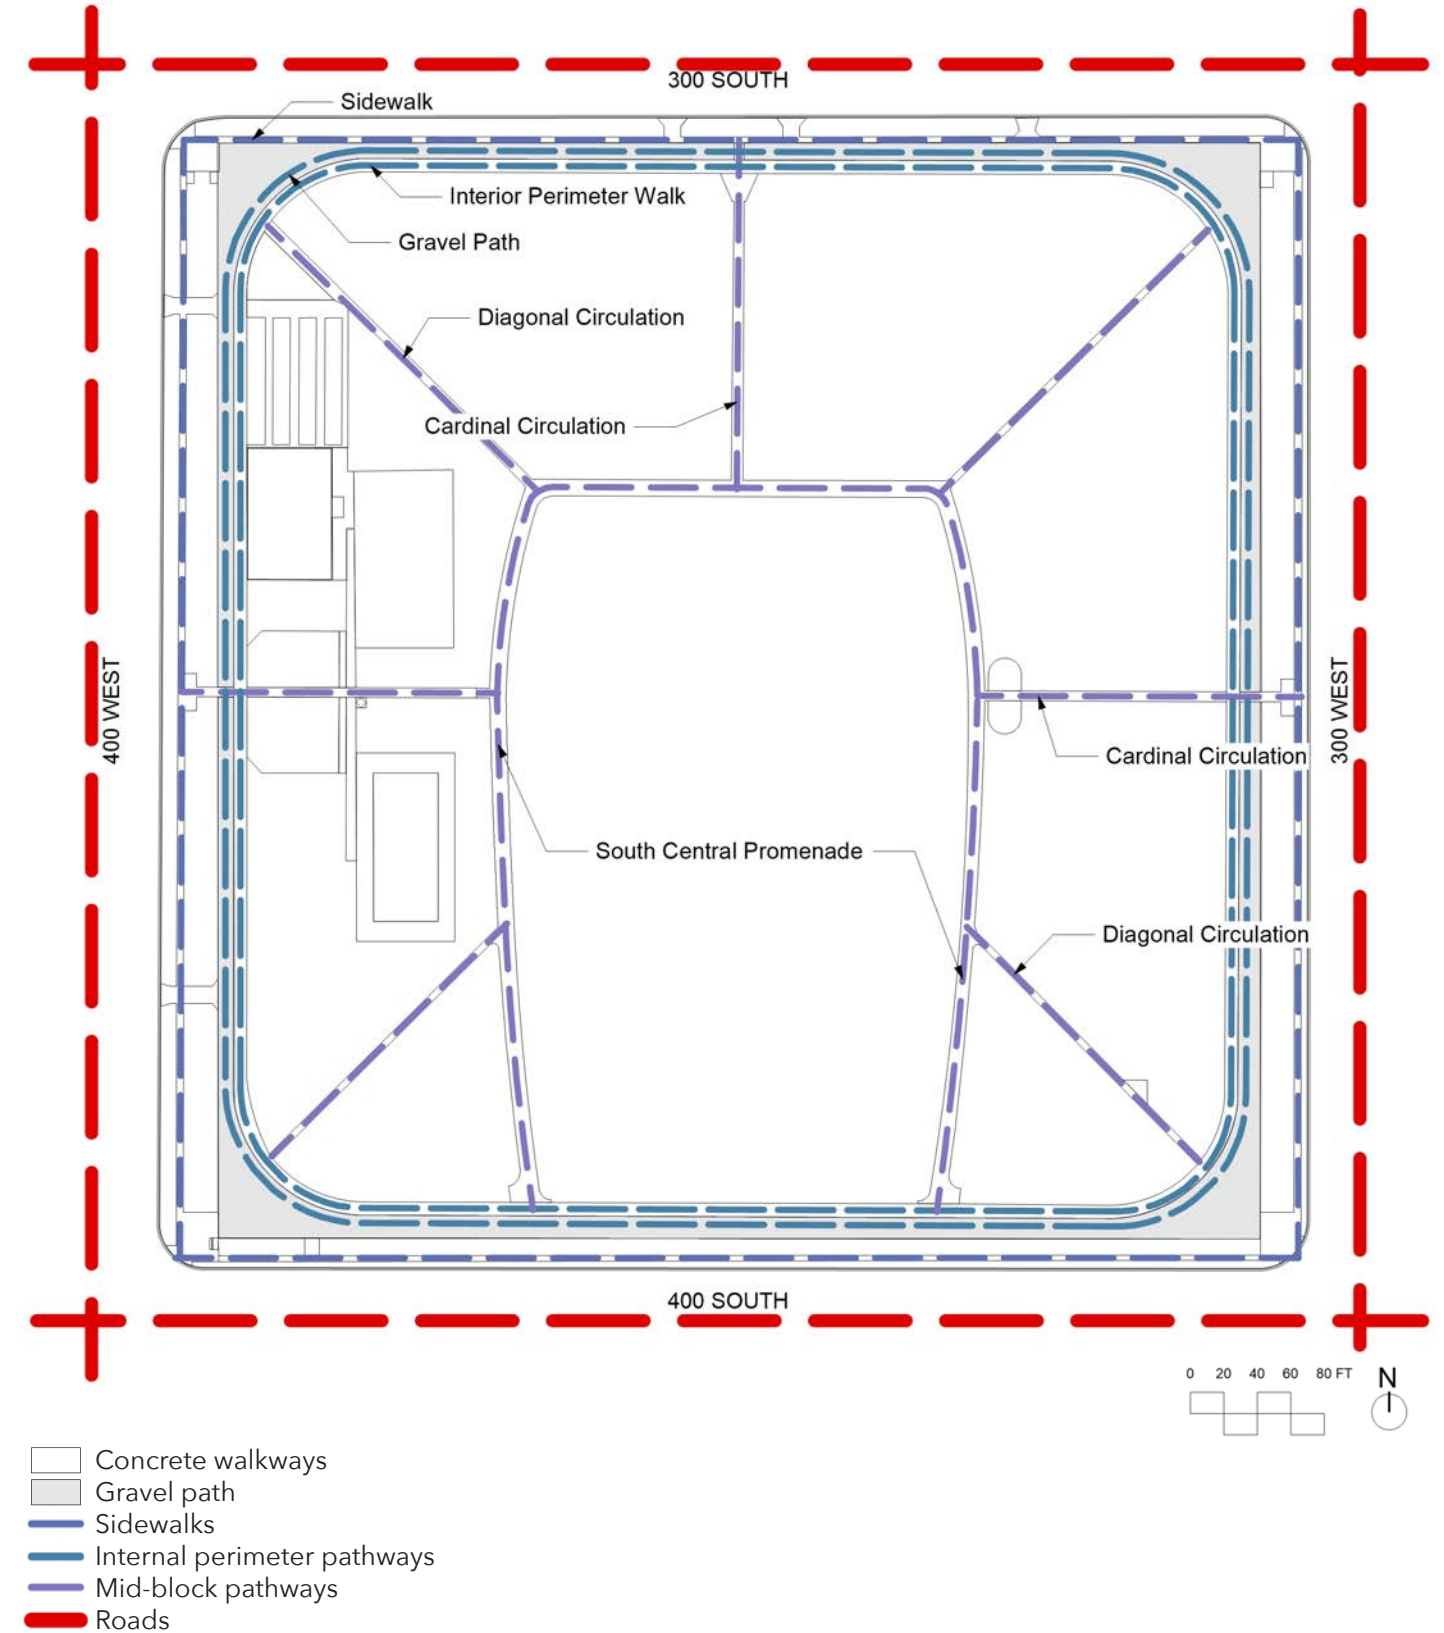 300 SOUTH
Sidewalk
Interior Perimeter Walk
Gravel Path
Diagonal Circulation
Cardinal Circulation
400 WEST
300 WEST
Cardinal Circulation
South Central Promenade
Diagonal Circulation
400 SOUTH
0 20 40 60 80 FT
N
Concrete walkways
Gravel path
Sidewalks
Internal perimeter pathways
Mid-block pathways
Roads